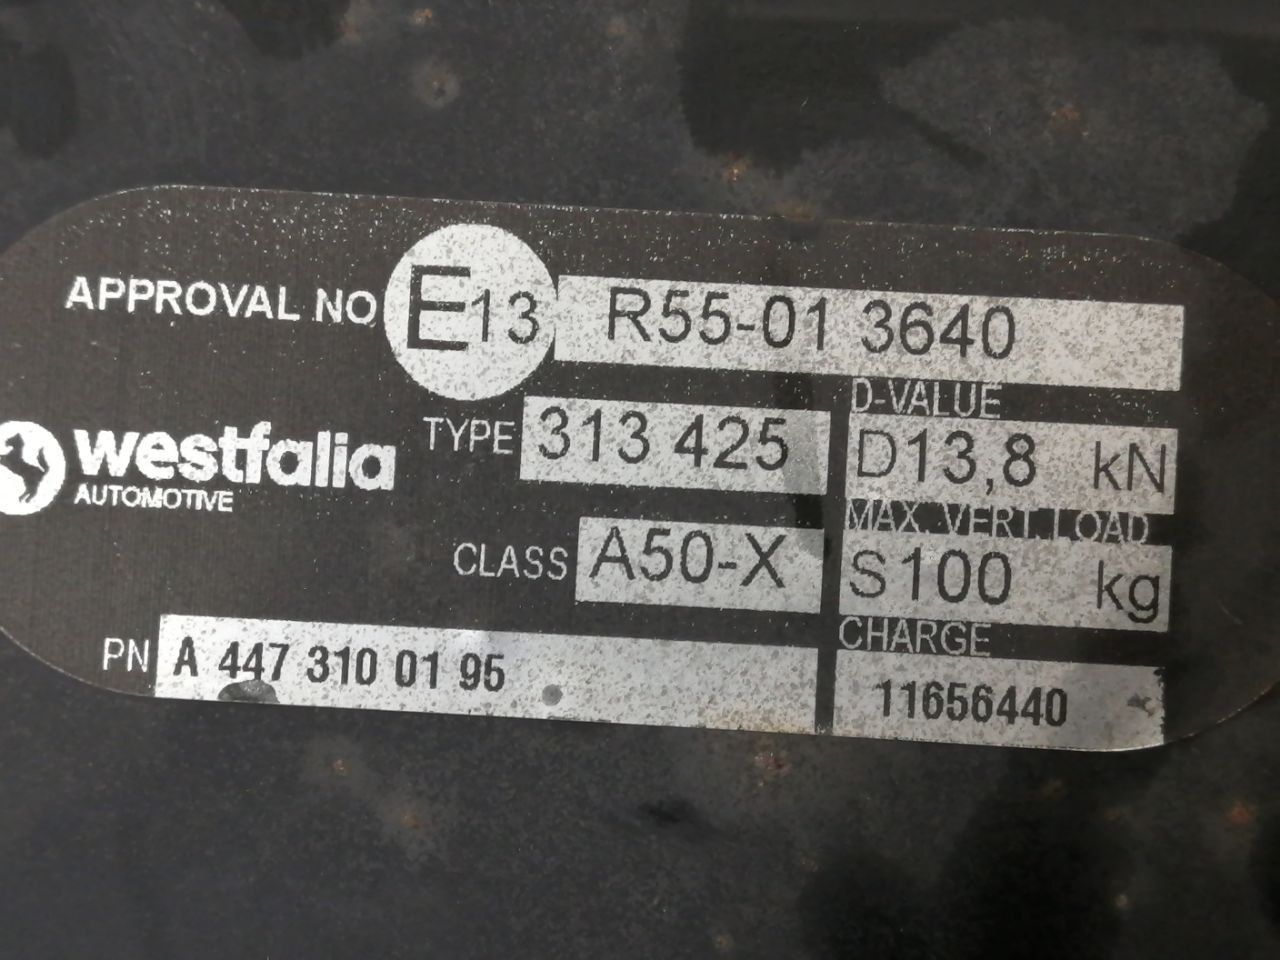 APPROVAL NO E13 R55-01 3640
westfalia
AUTOMOTIVE
TYPE 313 425
D-VALUE
D13,8 kN
CLASS A50-X
MAX. VERT. LOAD
S100 kg
PN A 447 310 01 95
CHARGE
11656440